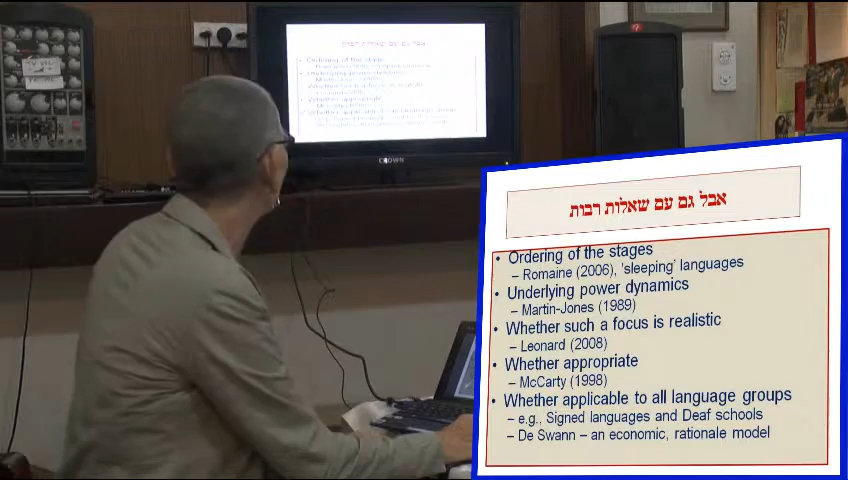 אבל גם עם שאלות רבות
• Ordering of the stages
– Romaine (2006), 'sleeping' languages
• Underlying power dynamics
– Martin-Jones (1989)
• Whether such a focus is realistic
– Leonard (2008)
• Whether appropriate
– McCarty (1998)
• Whether applicable to all language groups
– e.g., Signed languages and Deaf schools
– De Swann – an economic, rationale model
CROWN